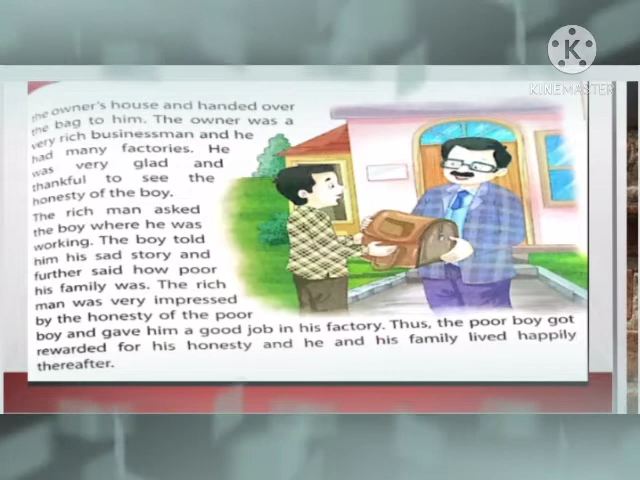 KINEMASTER
the owner's house and handed over
the bag to him. The owner was a
very rich businessman and he
had many factories. He
was very glad and
thankful to see the
honesty of the boy.
The rich man asked
the boy where he was
working. The boy told
him his sad story and
further said how poor
his family was. The rich
man was very impressed
by the honesty of the poor
boy and gave him a good job in his factory. Thus, the poor boy got
rewarded for his honesty and he and his family lived happily
thereafter.